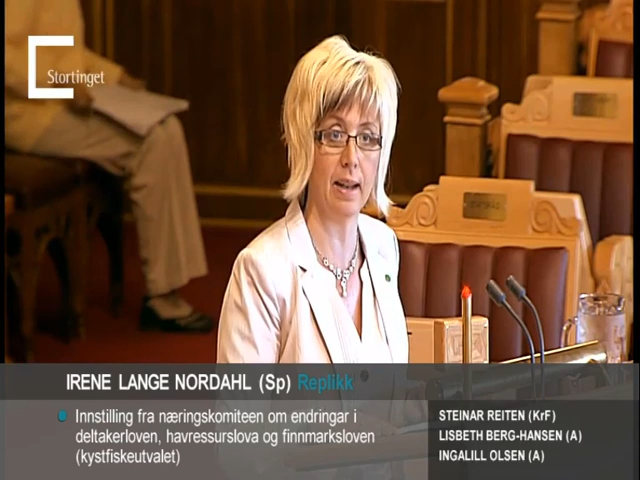 Stortinget
IRENE LANGE NORDAHL (Sp) Replikk
Innstilling fra næringskomiteen om endringar i
deltakerloven, havressurslova og finnmarksloven
(kystfiskeutvalet)
STEINAR REITEN (KrF)
LISBETH BERG-HANSEN (A)
INGALILL OLSEN (A)